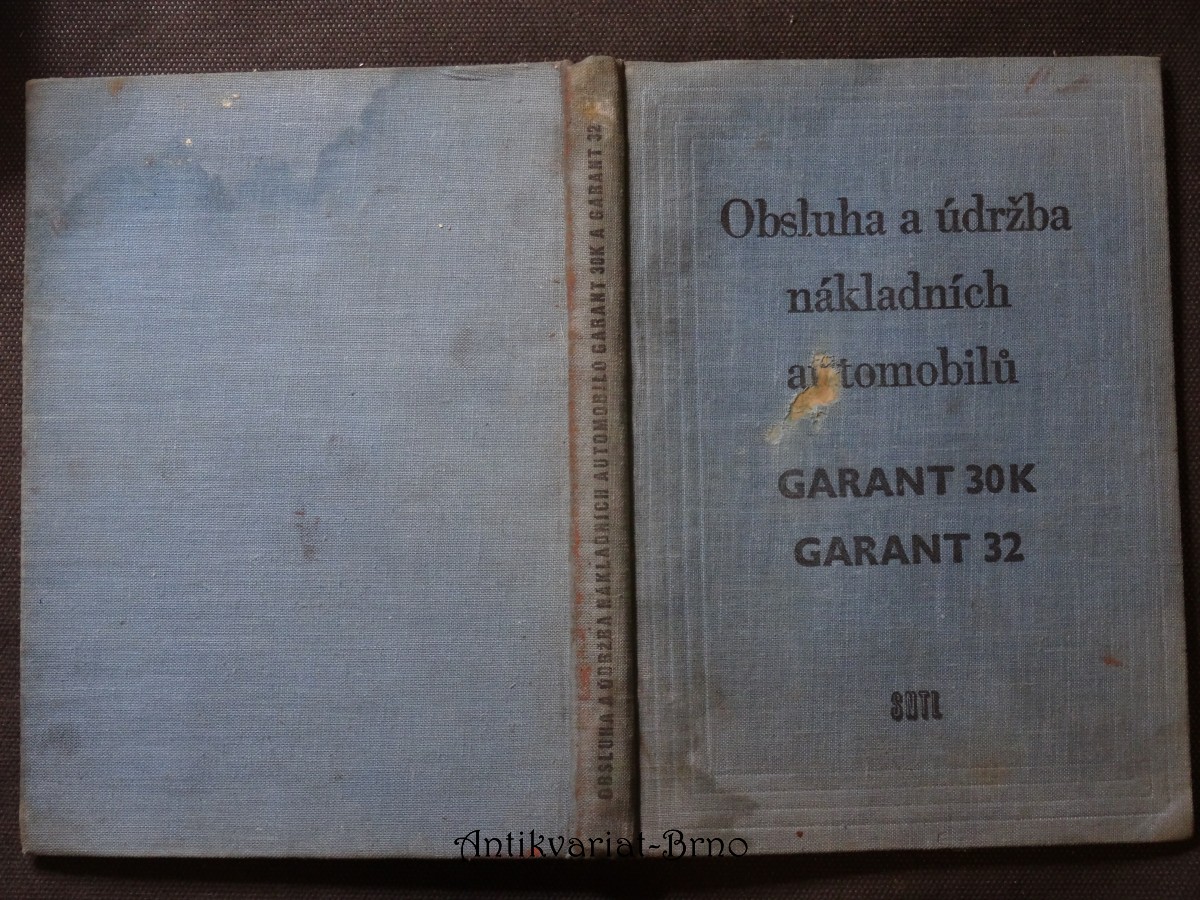 Obsluha a údržba
nákladních
automobilů
GARANT 30K
GARANT 32
SNTL
OBSLUHA A ÚDRŽBA NÁKLADNÍCH AUTOMOBILŮ GARANT 30K A GARANT 32
Antikvariat-Brno